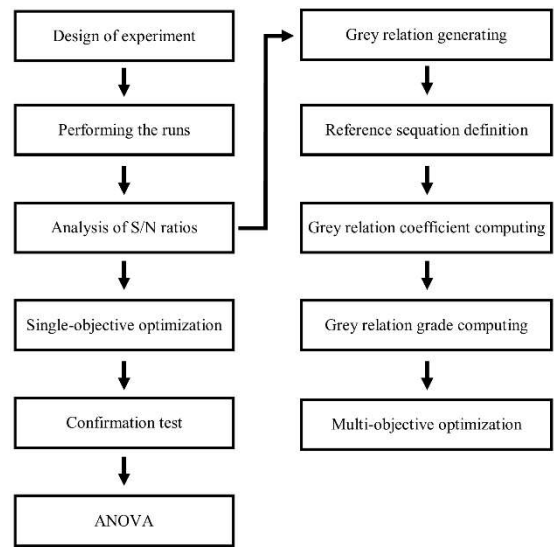 Design of experiment
Performing the runs
Analysis of S/N ratios
Single-objective optimization
Confirmation test
ANOVA
Grey relation generating
Reference sequation definition
Grey relation coefficient computing
Grey relation grade computing
Multi-objective optimization